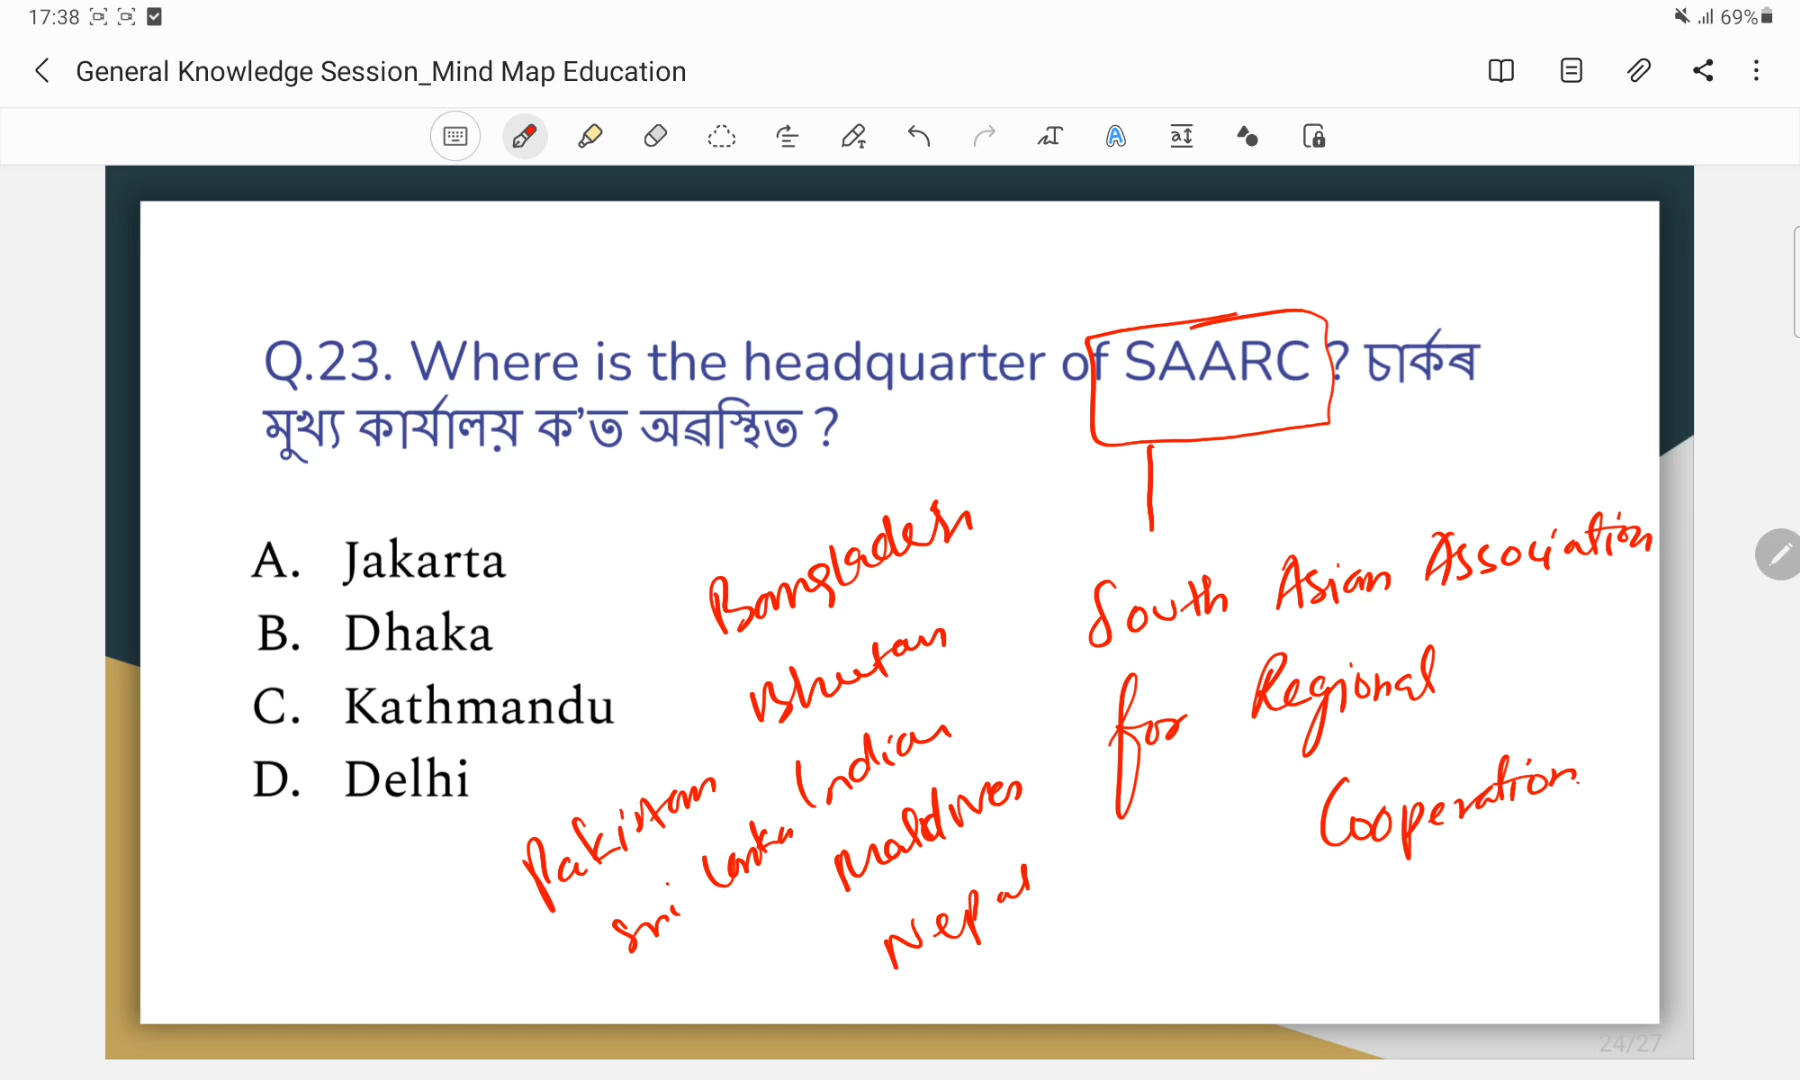 17:38
69%
General Knowledge Session_Mind Map Education
Q.23. Where is the headquarter of SAARC ? চাৰ্কৰ
মুখ্য কাৰ্যালয় ক’ত অৱস্থিত ?
A. Jakarta
B. Dhaka
C. Kathmandu
D. Delhi
Bangladesh
Bhutan
Indian
Maldives
Nepal
Pakistan
Sri Lanka
South Asian Association
for Regional
Cooperation
24/27